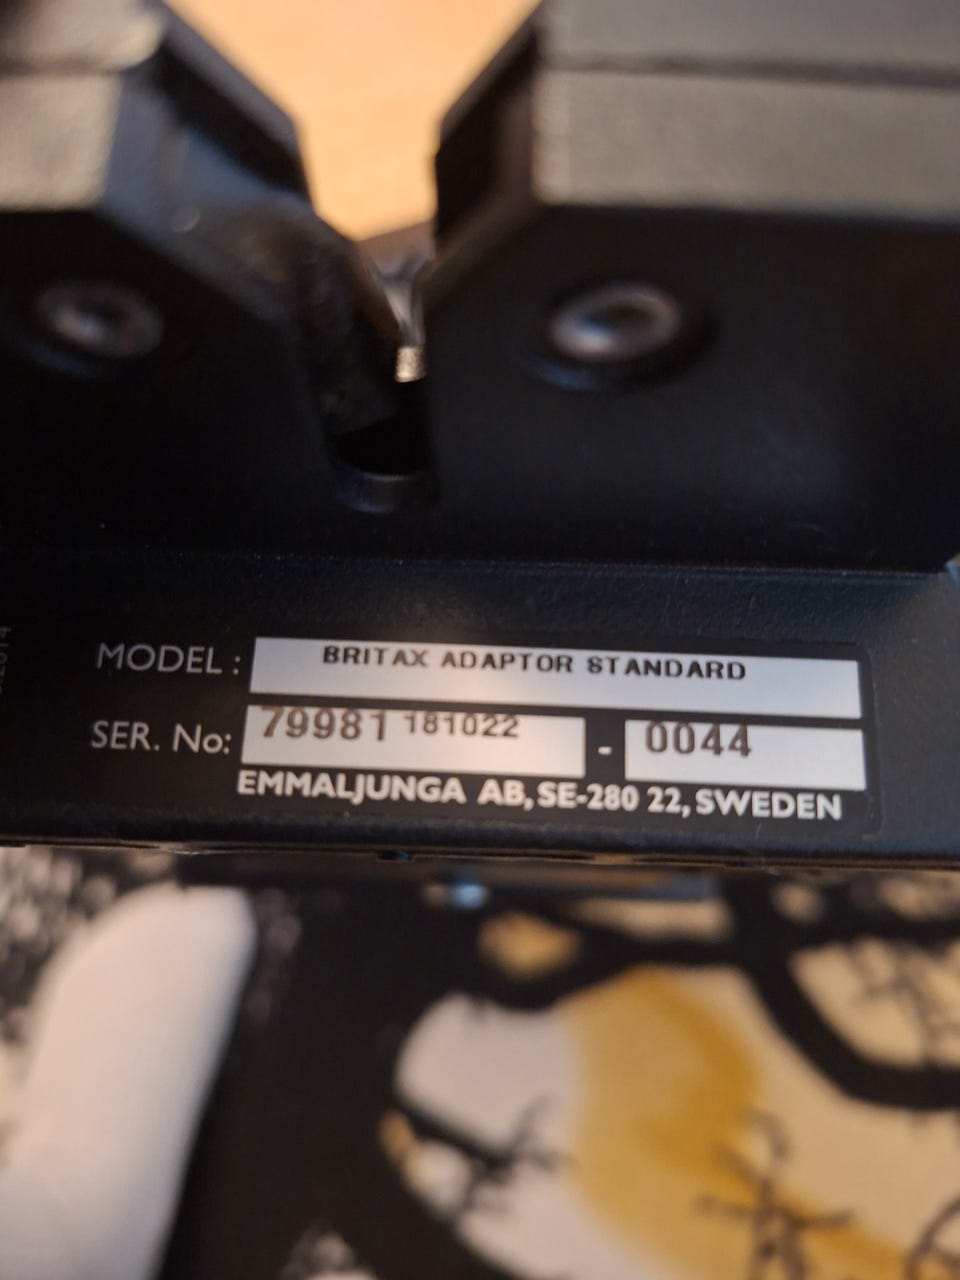 MODEL: BRITAX ADAPTOR STANDARD
SER. No: 79981 181022 - 0044
EMMALJUNGA AB, SE-280 22, SWEDEN